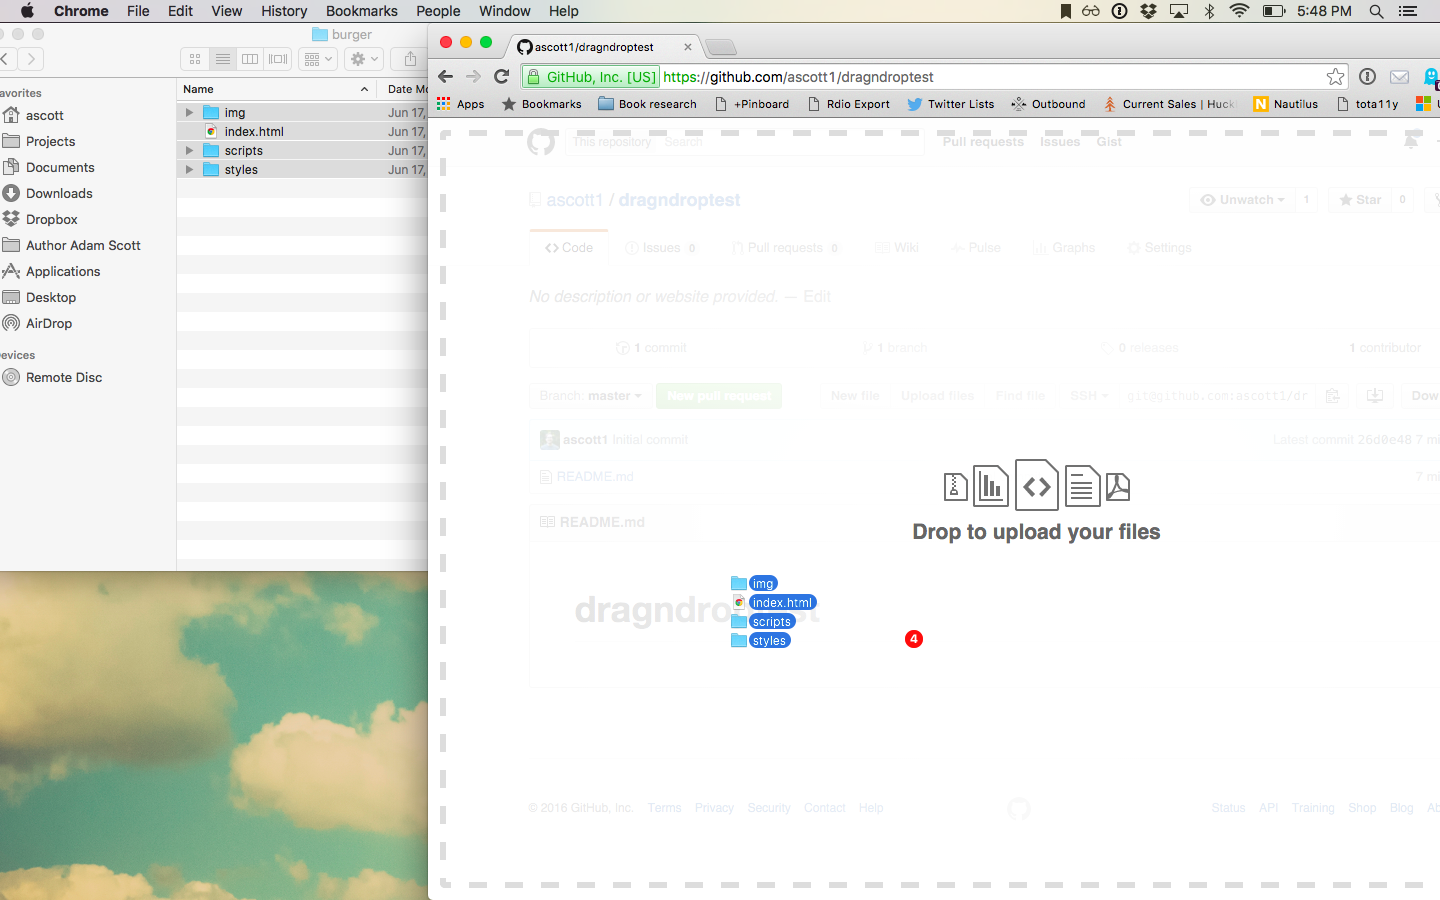 Chrome File Edit View History Bookmarks People Window Help 5:48 PM
burger
Name Date Mo
avorites
ascott
Projects
Documents
Downloads
Dropbox
Author Adam Scott
Applications
Desktop
AirDrop
Devices
Remote Disc
img Jun 17,
index.html Jun 17,
scripts Jun 17,
styles Jun 17,
ascott1/dragndroptest
GitHub, Inc. [US] https://github.com/ascott1/dragndroptest
Apps Bookmarks Book research +Pinboard Rdio Export Twitter Lists Outbound Current Sales | Huck Nautilus tota11y
This repository Search Pull requests Issues Gist
ascott1 / dragndroptest Unwatch 1 Star 0
Code Issues 0 Pull requests 0 Wiki Pulse Graphs Settings
No description or website provided. — Edit
1 commit 1 branch 0 releases 1 contributor
Branch: master New pull request New file Upload files Find file SSH git@github.com:ascott1/dr Dow
ascott1 Initial commit Latest commit 26d0e48 7 mi
README.md 7 mi
README.md
Drop to upload your files
img
index.html
scripts
styles
4
© 2016 GitHub, Inc. Terms Privacy Security Contact Help Status API Training Shop Blog Ab